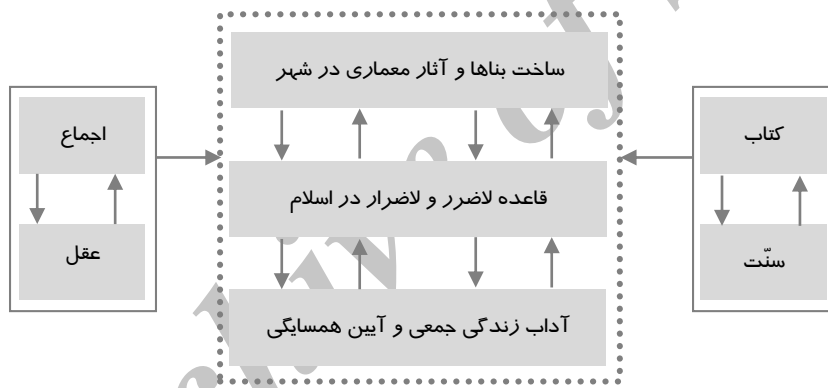 ساخت بناها و آثار معماری در شهر
کتاب
اجماع
قاعده لاضرر و لاضرار در اسلام
سنّت
عقل
آداب زندگی جمعی و آیین همسایگی